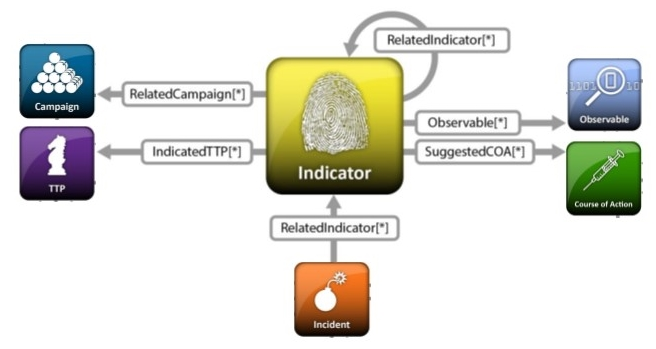 RelatedIndicator[*]
Campaign
RelatedCampaign[*]
Indicator
Observable[*]
Observable
TTP
IndicatedTTP[*]
SuggestedCOA[*]
Course of Action
RelatedIndicator[*]
Incident